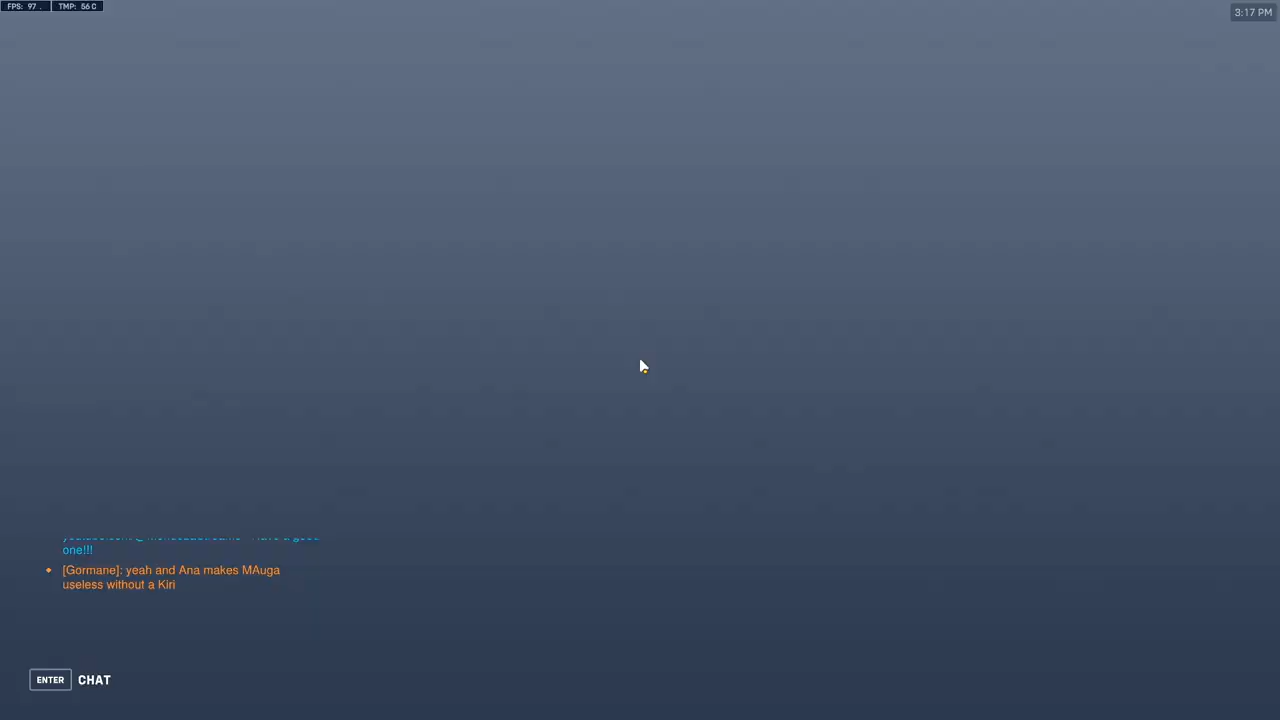 FPS: 97 . TMP: 56 C
3:17 PM
one!!!
[Gormane]: yeah and Ana makes MAuga
useless without a Kiri
ENTER CHAT